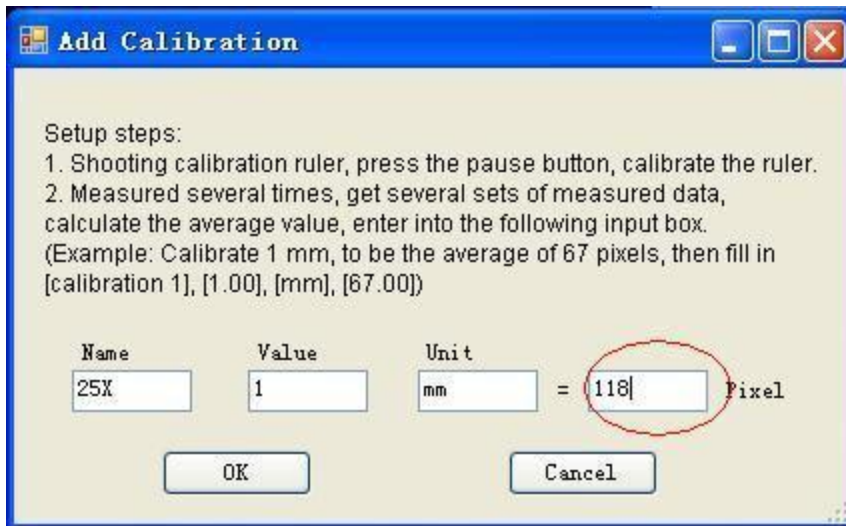 Add Calibration
Setup steps:
1. Shooting calibration ruler, press the pause button, calibrate the ruler.
2. Measured several times, get several sets of measured data,
calculate the average value, enter into the following input box.
(Example: Calibrate 1 mm, to be the average of 67 pixels, then fill in
[calibration 1], [1.00], [mm], [67.00])
Name Value Unit
25X 1 mm = 118 Pixel
OK Cancel